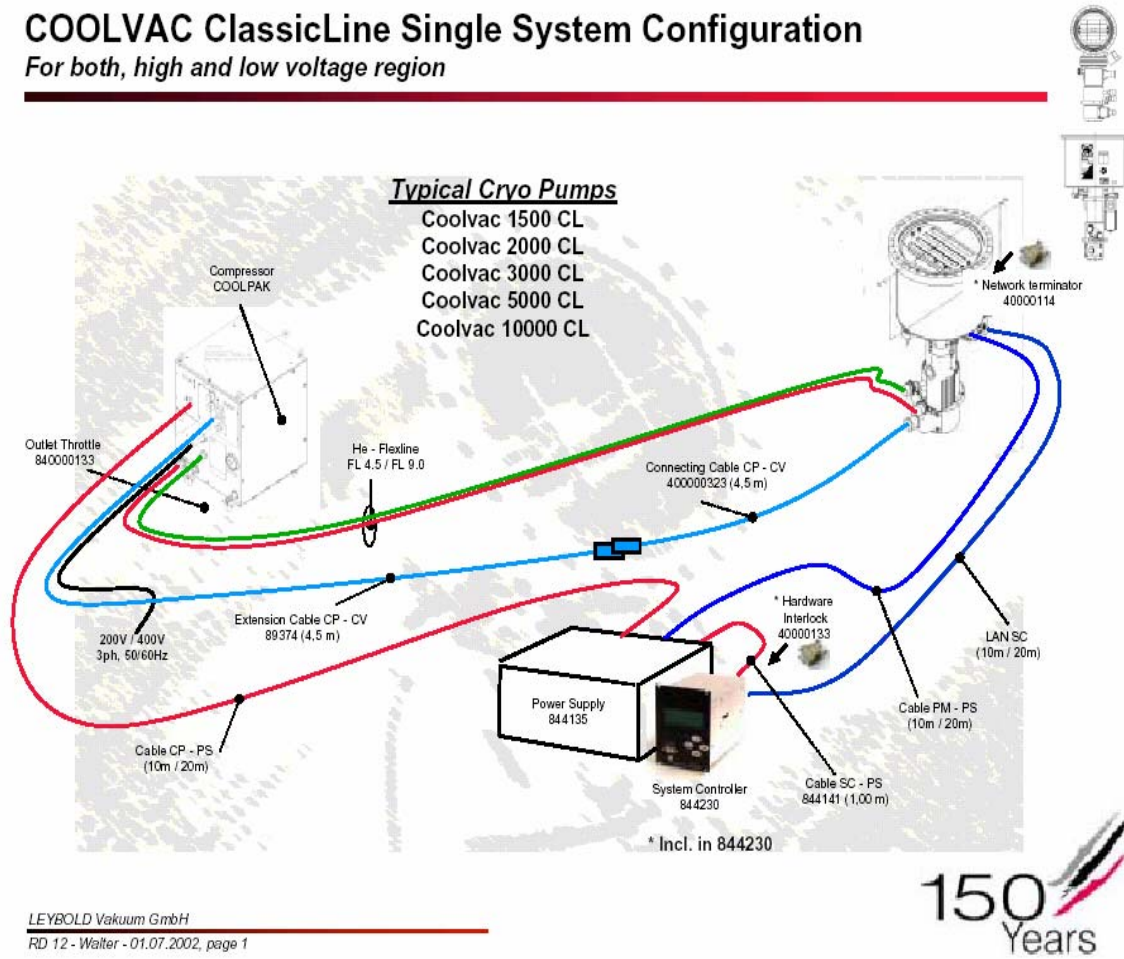 COOLVAC ClassicLine Single System Configuration
For both, high and low voltage region
Typical Cryo Pumps
Coolvac 1500 CL
Coolvac 2000 CL
Coolvac 3000 CL
Coolvac 5000 CL
Coolvac 10000 CL
Compressor
COOLPAK
* Network terminator
40000114
Outlet Throttle
840000133
He - Flexline
FL 4.5 / FL 9.0
Connecting Cable CP - CV
400000323 (4,5 m)
Extension Cable CP - CV
89374 (4,5 m)
200V / 400V
3ph, 50/60Hz
* Hardware
Interlock
40000133
LAN SC
(10m / 20m)
Power Supply
844135
Cable PM - PS
(10m / 20m)
Cable CP - PS
(10m / 20m)
System Controller
844230
Cable SC - PS
844141 (1,00 m)
* Incl. in 844230
150
Years
LEYBOLD Vakuum GmbH
RD 12 - Walter - 01.07.2002, page 1